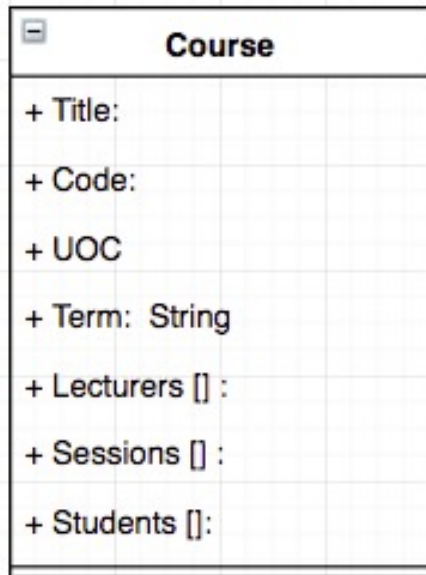 Course
+ Title:
+ Code:
+ UOC
+ Term:  String
+ Lecturers [] :
+ Sessions [] :
+ Students []: